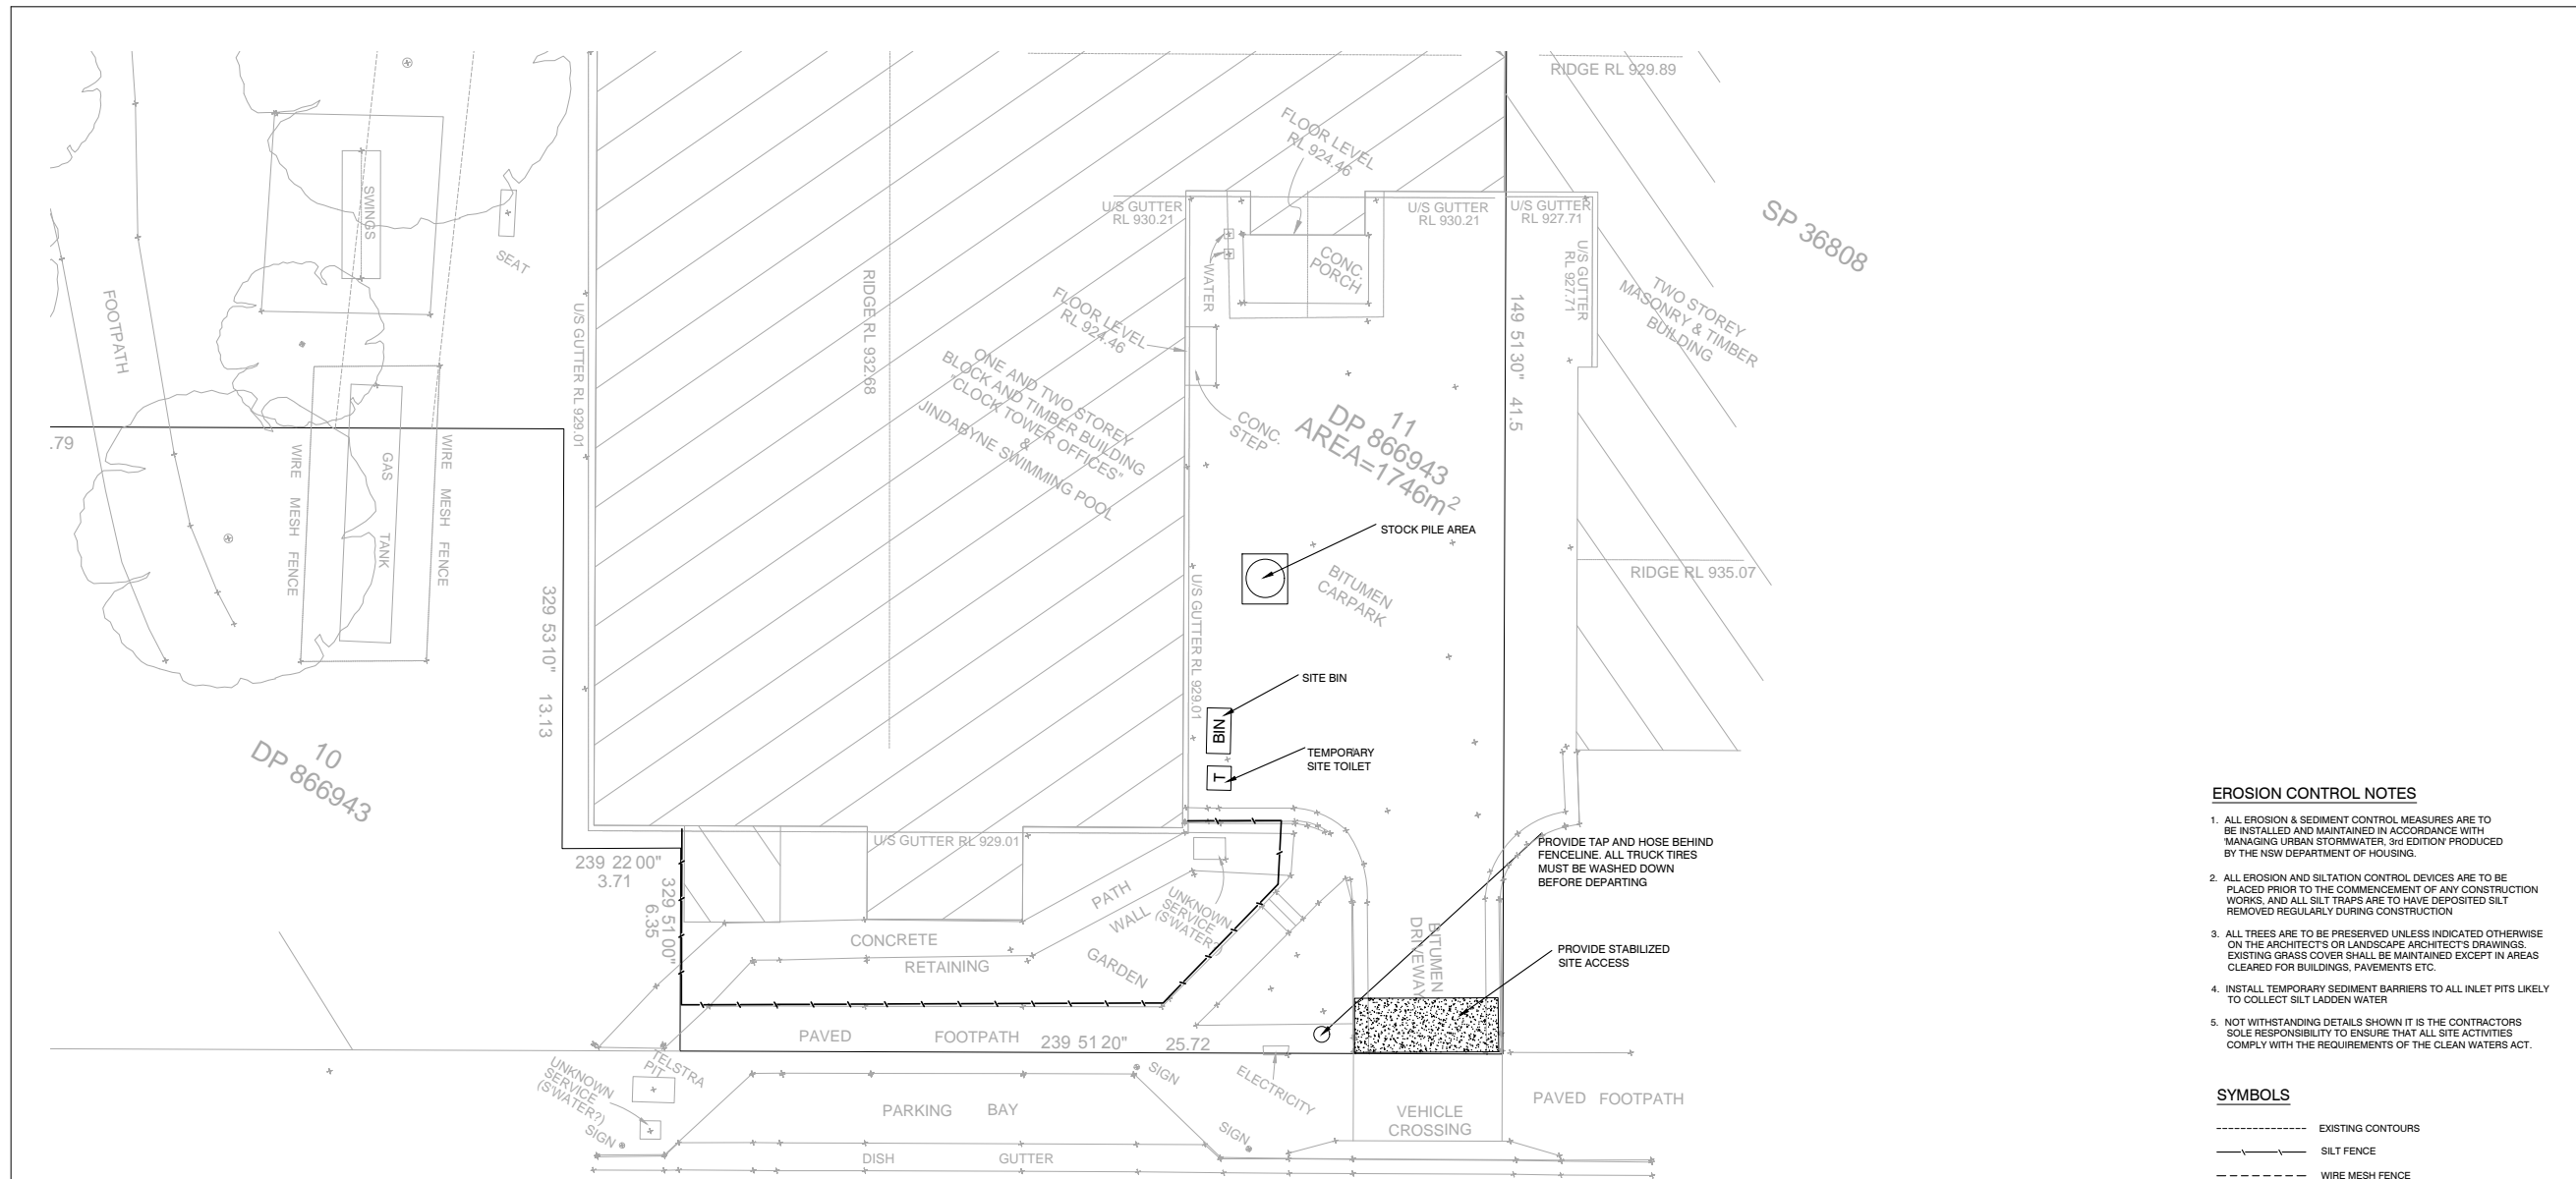 RIDGE RL 929.89
FLOOR LEVEL
RL 924.46
SP 36808
SWINGS
SEAT
U/S GUTTER
RL 930.21
U/S GUTTER
RL 930.21
U/S GUTTER
RL 927.71
U/S GUTTER
RL 927.71
WATER
CONC.
PORCH
TWO STOREY
MASONRY & TIMBER
BUILDING
FOOTPATH
U/S GUTTER RL 929.01
RIDGE RL 932.68
FLOOR LEVEL
RL 924.46
149 51 30" 41.5
ONE AND TWO STOREY
BLOCK AND TIMBER BUILDING
"CLOCK TOWER OFFICES"
&
JINDABYNE SWIMMING POOL
CONC.
STEP
11
DP 866943
AREA=1746m2
.79
WIRE MESH FENCE
GAS TANK
WIRE MESH FENCE
STOCK PILE AREA
BITUMEN
CARPARK
RIDGE RL 935.07
U/S GUTTER RL 929.01
329 53 10" 13.13
SITE BIN
BIN
TEMPORARY
SITE TOILET
T
10
DP 866943
U/S GUTTER RL 929.01
239 22 00"
3.71
329 51 00"
6.35
PATH
WALL
UNKNOWN
SERVICE
(S'WATER?)
GARDEN
CONCRETE
RETAINING
PROVIDE TAP AND HOSE BEHIND
FENCELINE. ALL TRUCK TIRES
MUST BE WASHED DOWN
BEFORE DEPARTING
BITUMEN
DRIVEWAY
PROVIDE STABILIZED
SITE ACCESS
PAVED FOOTPATH
239 51 20" 25.72
UNKNOWN
SERVICE
(S'WATER?)
TELSTRA
PIT
SIGN
SIGN
ELECTRICITY
PARKING BAY
VEHICLE
CROSSING
PAVED FOOTPATH
SIGN
DISH GUTTER
EROSION CONTROL NOTES
1. ALL EROSION & SEDIMENT CONTROL MEASURES ARE TO
BE INSTALLED AND MAINTAINED IN ACCORDANCE WITH
'MANAGING URBAN STORMWATER, 3rd EDITION' PRODUCED
BY THE NSW DEPARTMENT OF HOUSING.
2. ALL EROSION AND SILTATION CONTROL DEVICES ARE TO BE
PLACED PRIOR TO THE COMMENCEMENT OF ANY CONSTRUCTION
WORKS, AND ALL SILT TRAPS ARE TO HAVE DEPOSITED SILT
REMOVED REGULARLY DURING CONSTRUCTION
3. ALL TREES ARE TO BE PRESERVED UNLESS INDICATED OTHERWISE
ON THE ARCHITECT'S OR LANDSCAPE ARCHITECT'S DRAWINGS.
EXISTING GRASS COVER SHALL BE MAINTAINED EXCEPT IN AREAS
CLEARED FOR BUILDINGS, PAVEMENTS ETC.
4. INSTALL TEMPORARY SEDIMENT BARRIERS TO ALL INLET PITS LIKELY
TO COLLECT SILT LADDEN WATER
5. NOT WITHSTANDING DETAILS SHOWN IT IS THE CONTRACTORS
SOLE RESPONSIBILITY TO ENSURE THAT ALL SITE ACTIVITIES
COMPLY WITH THE REQUIREMENTS OF THE CLEAN WATERS ACT.
SYMBOLS
EXISTING CONTOURS
SILT FENCE
WIRE MESH FENCE